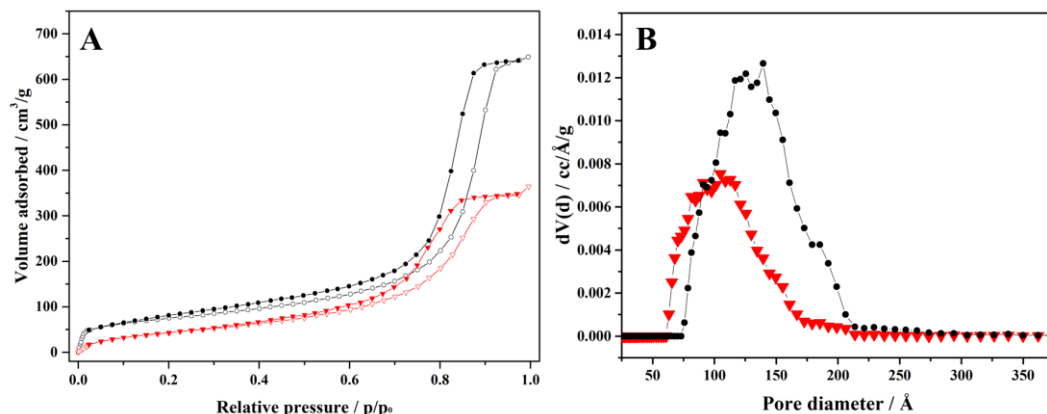 A
Volume adsorbed / cm³/g
700
600
500
400
300
200
100
0
0.0 0.2 0.4 0.6 0.8 1.0
Relative pressure / p/p₀
B
dV(d) / cc/Å/g
0.014
0.012
0.010
0.008
0.006
0.004
0.002
0.000
50 100 150 200 250 300 350
Pore diameter / Å